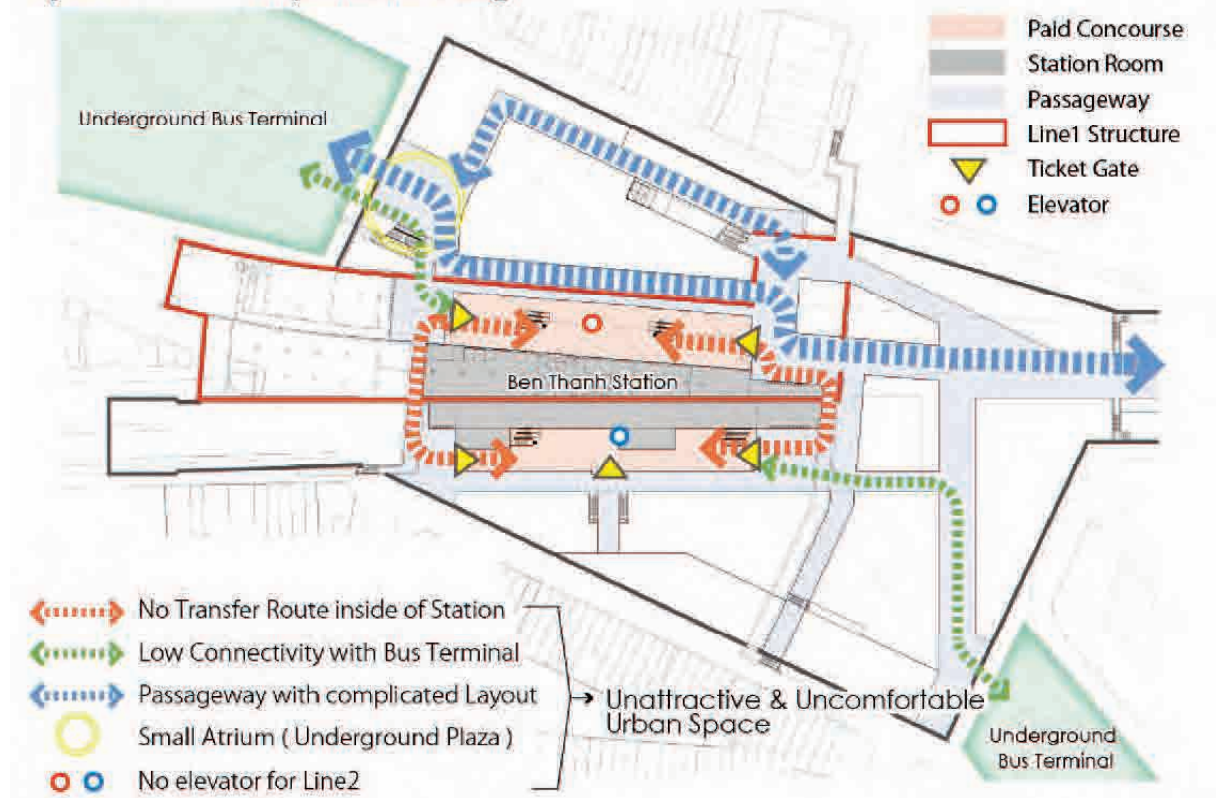 Paid Concourse
Station Room
Passageway
Line1 Structure
Ticket Gate
Elevator
Underground Bus Terminal
Ben Thanh Station
No Transfer Route inside of Station
Low Connectivity with Bus Terminal
Passageway with complicated Layout
Small Atrium ( Underground Plaza )
No elevator for Line2
Unattractive & Uncomfortable
Urban Space
Underground
Bus Terminal